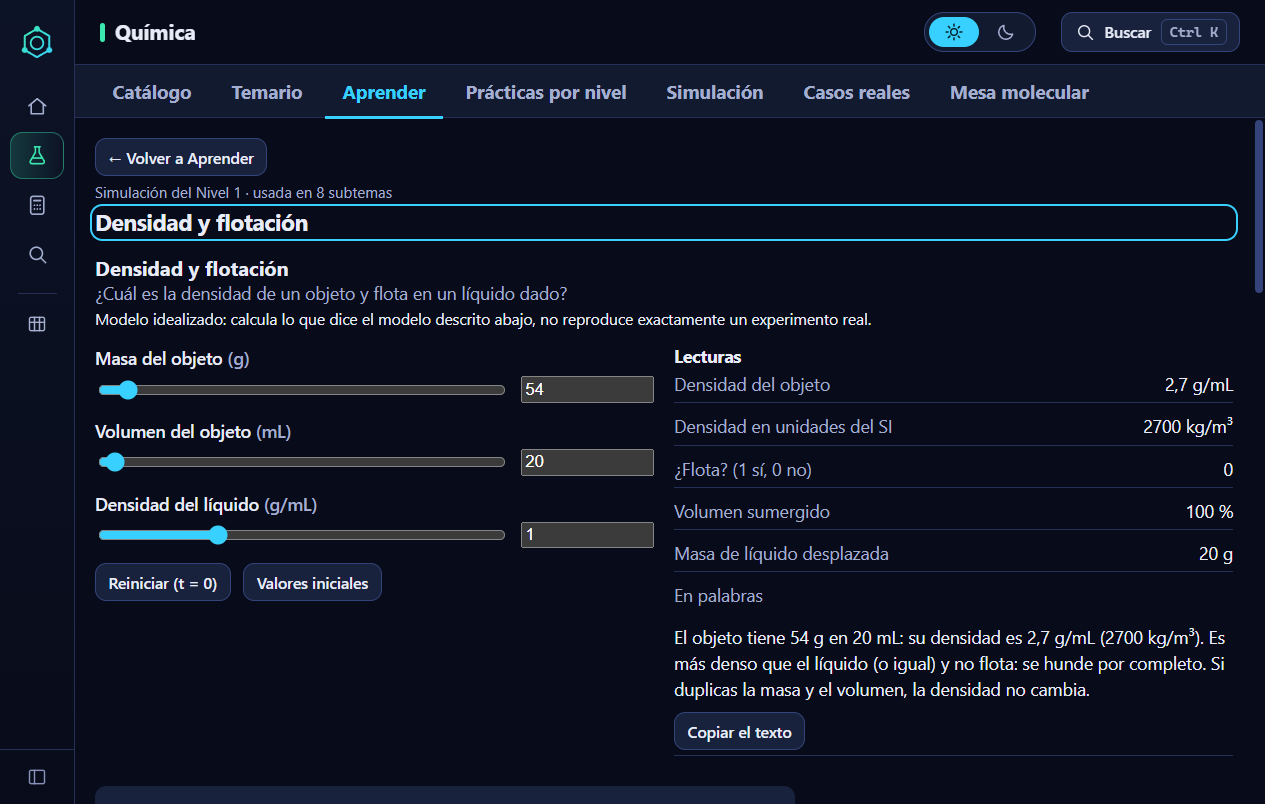 Química
Buscar Ctrl K
Catálogo Temario Aprender Prácticas por nivel Simulación Casos reales Mesa molecular
← Volver a Aprender
Simulación del Nivel 1 · usada en 8 subtemas
Densidad y flotación
Densidad y flotación
¿Cuál es la densidad de un objeto y flota en un líquido dado?
Modelo idealizado: calcula lo que dice el modelo descrito abajo, no reproduce exactamente un experimento real.
Masa del objeto (g)
54
Volumen del objeto (mL)
20
Densidad del líquido (g/mL)
1
Reiniciar (t = 0) Valores iniciales
Lecturas
Densidad del objeto 2,7 g/mL
Densidad en unidades del SI 2700 kg/m³
¿Flota? (1 sí, 0 no) 0
Volumen sumergido 100 %
Masa de líquido desplazada 20 g
En palabras
El objeto tiene 54 g en 20 mL: su densidad es 2,7 g/mL (2700 kg/m³). Es
más denso que el líquido (o igual) y no flota: se hunde por completo. Si
duplicas la masa y el volumen, la densidad no cambia.
Copiar el texto